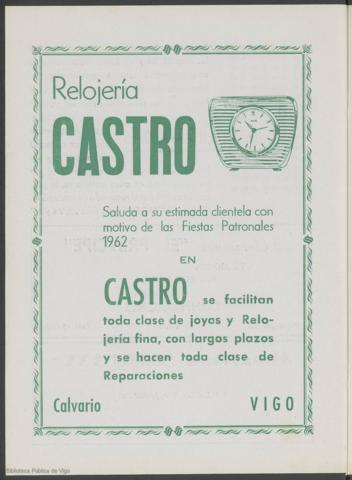 Relojería
CASTRO
Saluda a su estimada clientela con
motivo de las Fiestas Patronales
1962
EN
CASTRO se facilitan
toda clase de joyas y Relo-
jería fina, con largos plazos
y se hacen toda clase de
Reparaciones
Calvario VIGO
Biblioteca Pública de Vigo